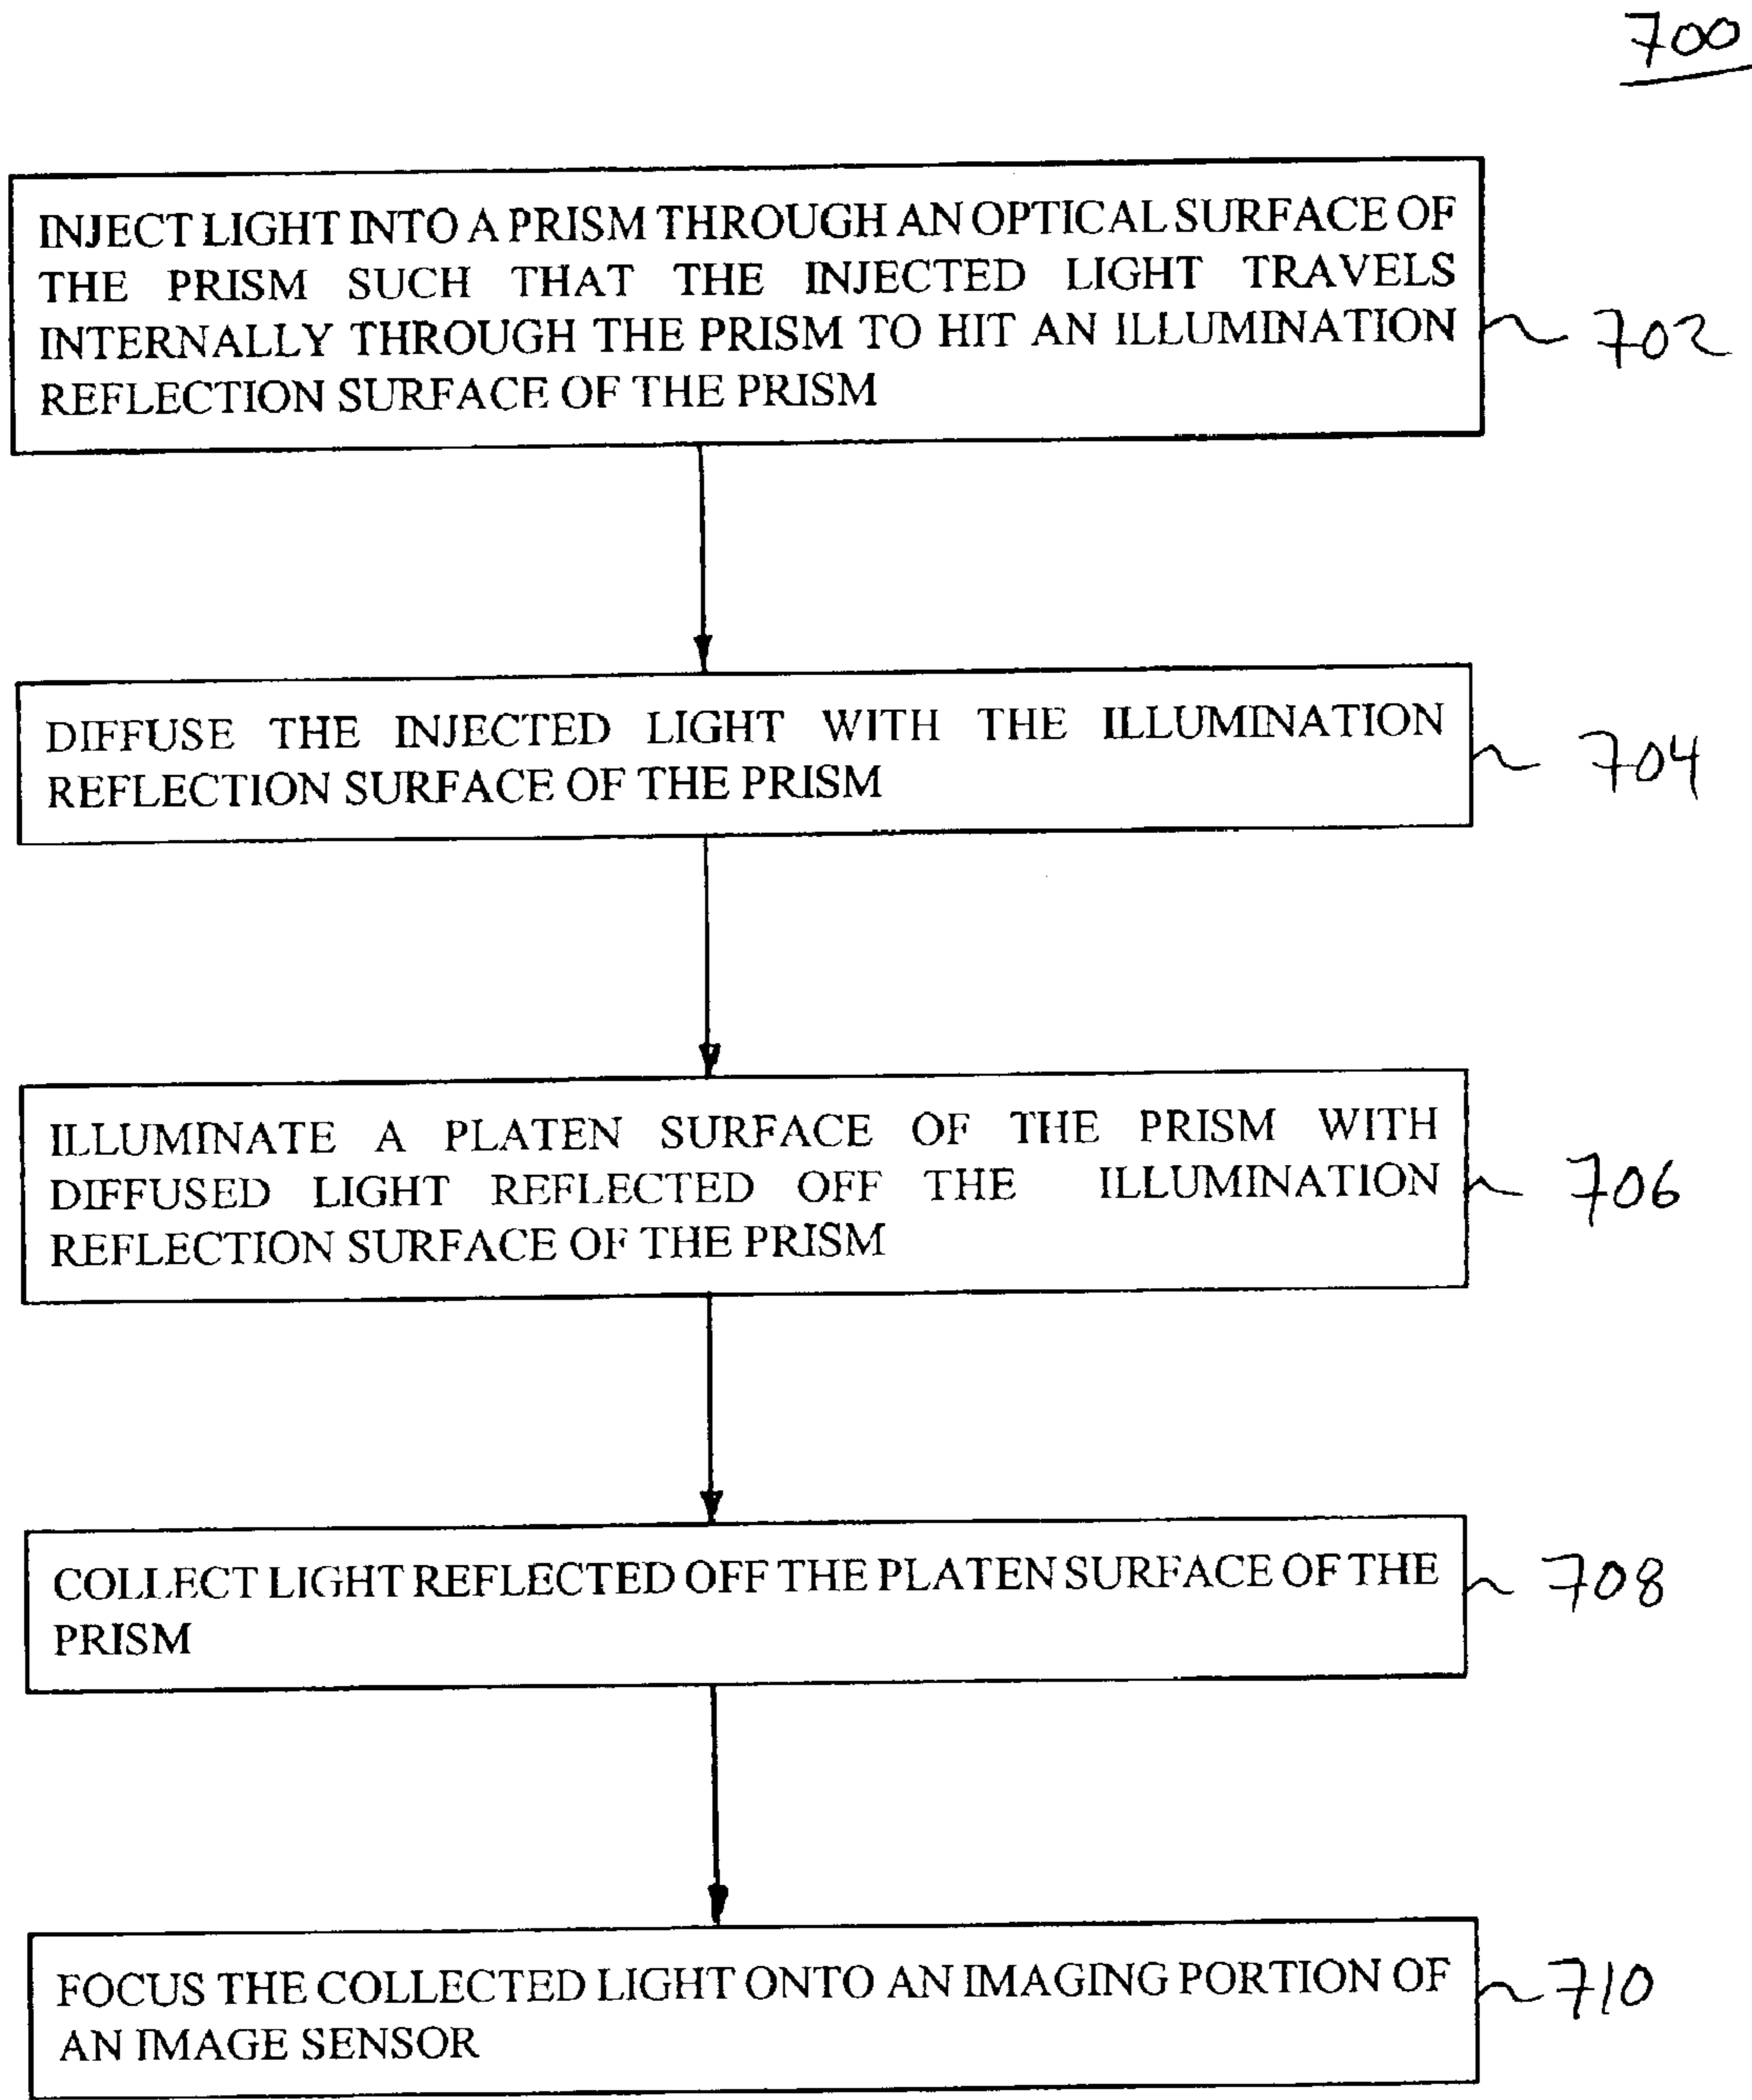 700
INJECT LIGHT INTO A PRISM THROUGH AN OPTICAL SURFACE OF
THE PRISM SUCH THAT THE INJECTED LIGHT TRAVELS
INTERNALLY THROUGH THE PRISM TO HIT AN ILLUMINATION
REFLECTION SURFACE OF THE PRISM
702
DIFFUSE THE INJECTED LIGHT WITH THE ILLUMINATION
REFLECTION SURFACE OF THE PRISM
704
ILLUMINATE A PLATEN SURFACE OF THE PRISM WITH
DIFFUSED LIGHT REFLECTED OFF THE ILLUMINATION
REFLECTION SURFACE OF THE PRISM
706
COLLECT LIGHT REFLECTED OFF THE PLATEN SURFACE OF THE
PRISM
708
FOCUS THE COLLECTED LIGHT ONTO AN IMAGING PORTION OF
AN IMAGE SENSOR
710